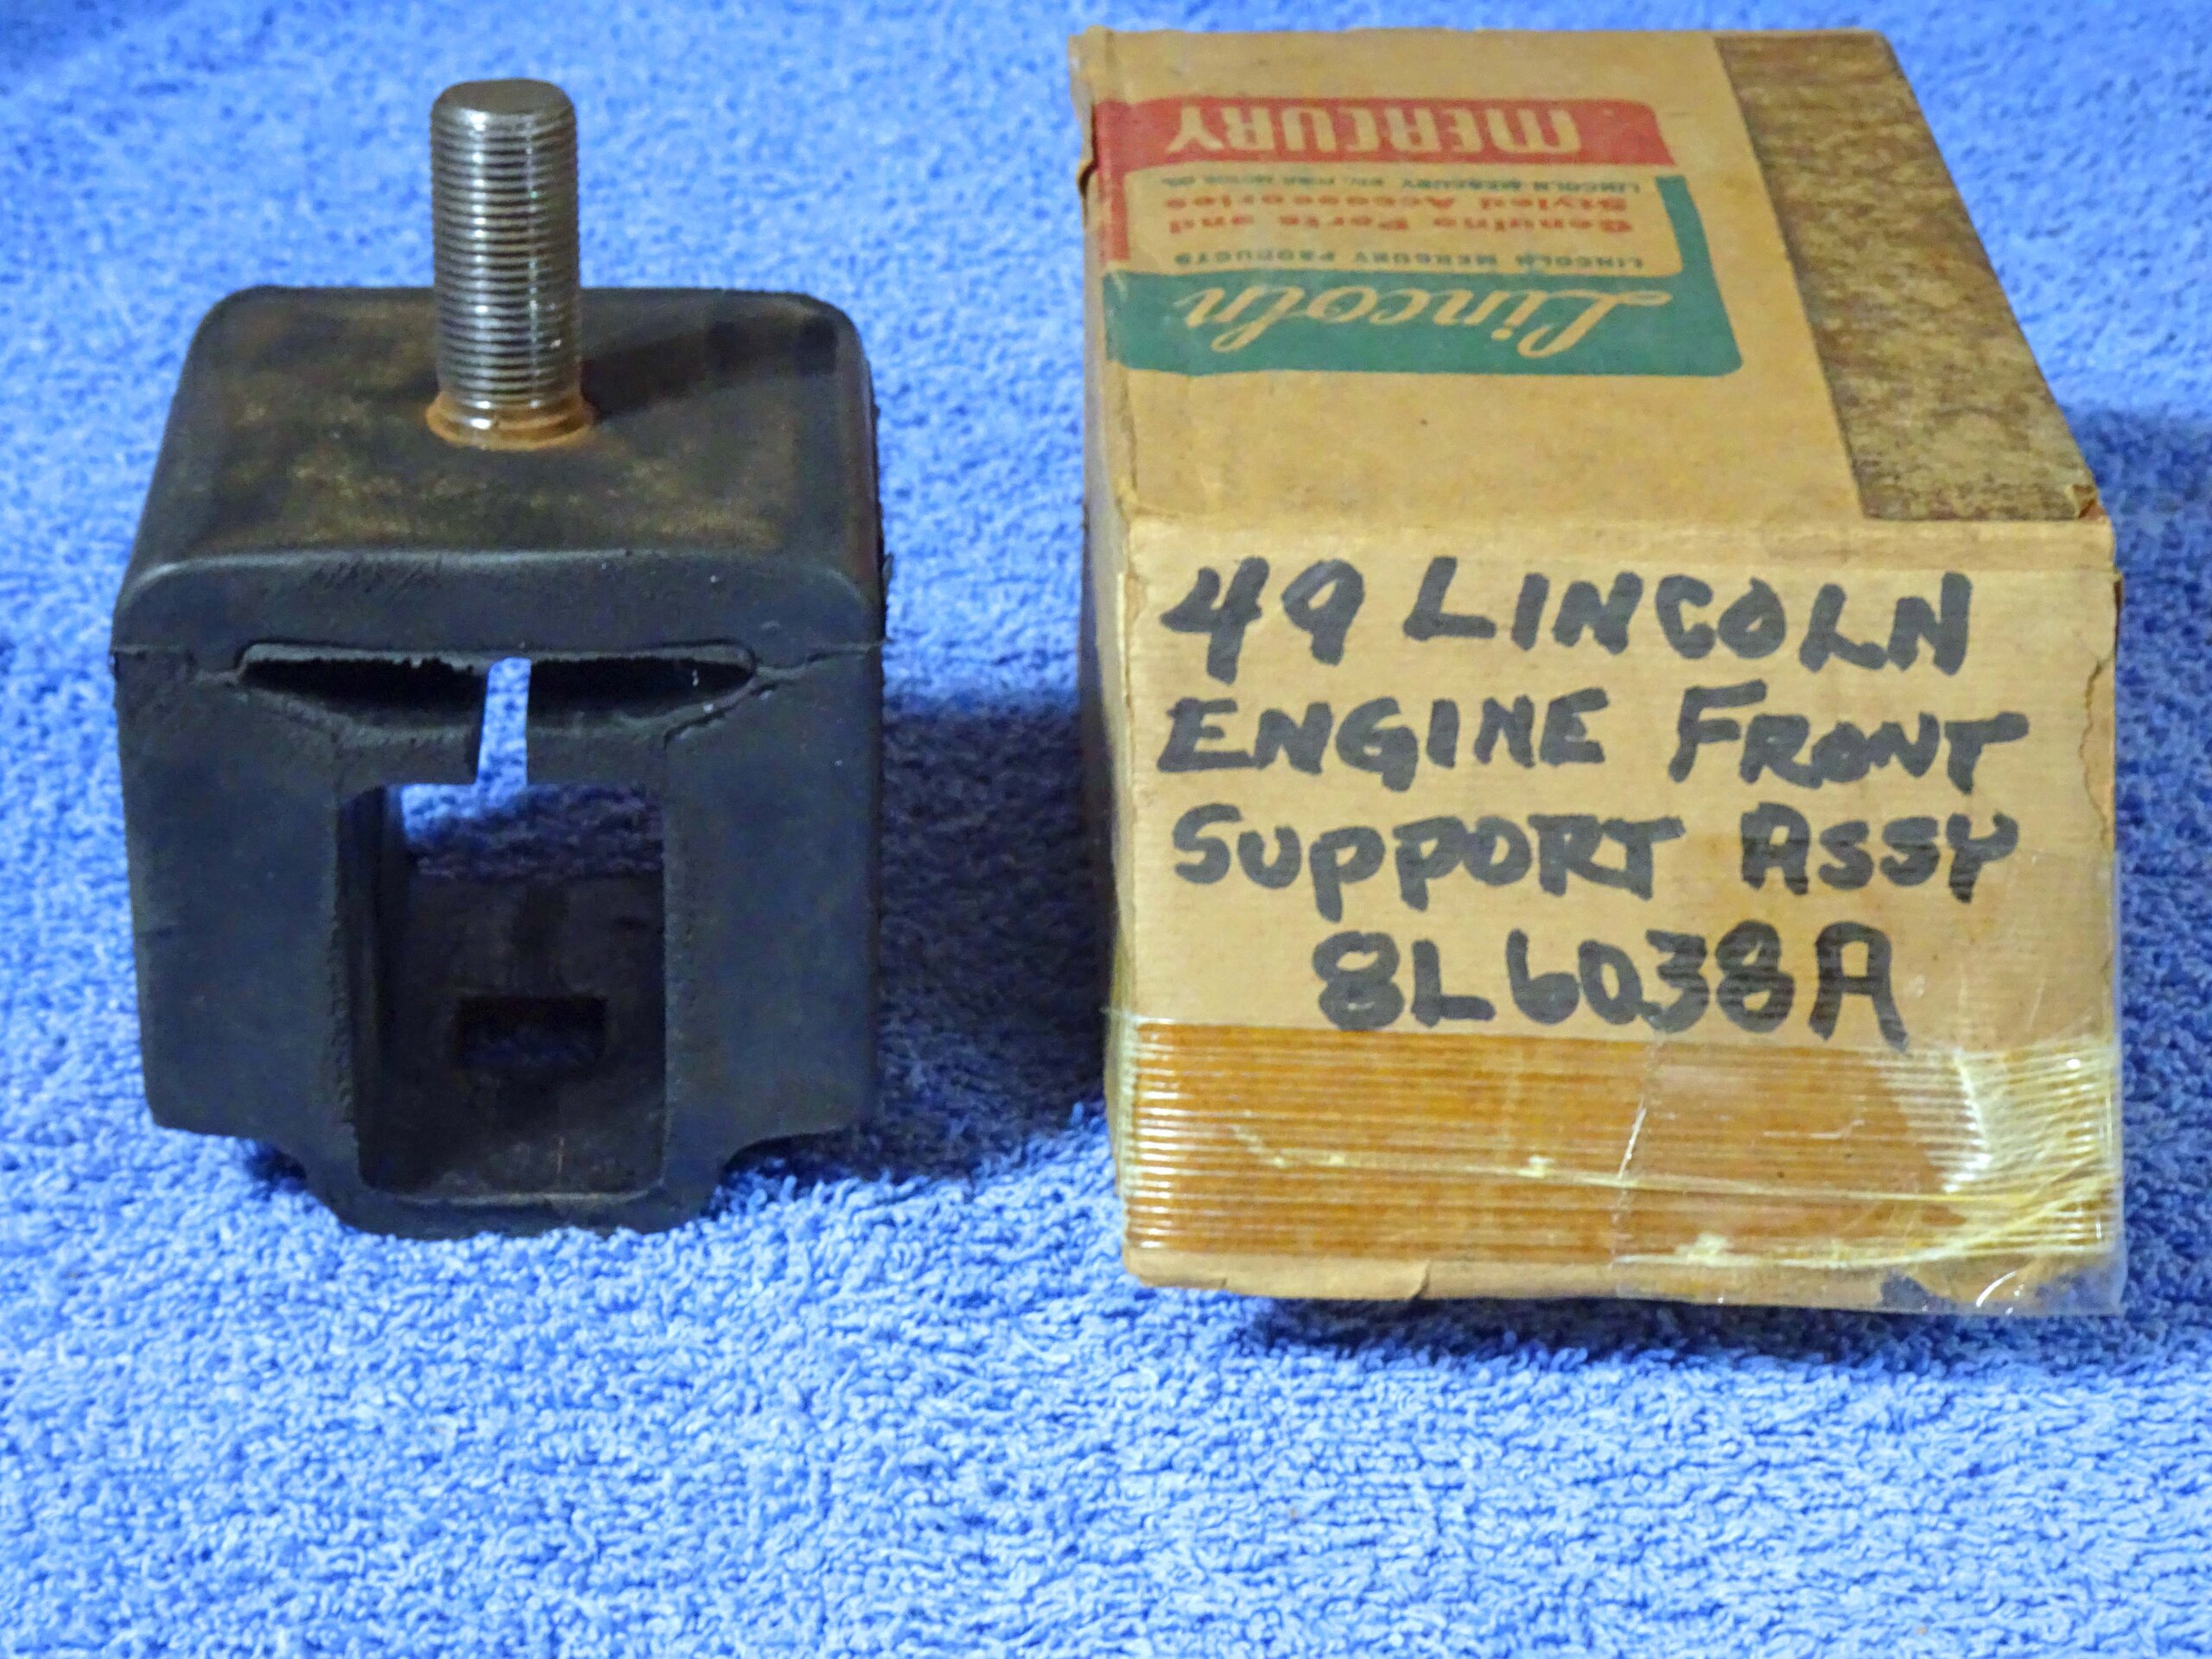 MERCURY
LINCOLN MERCURY DIV. FORD MOTOR CO.
Styled Accessories
Genuine Parts and
LINCOLN MERCURY PRODUCTS
Lincoln
49 LINCOLN
ENGINE FRONT
SUPPORT ASSY
8L6038A